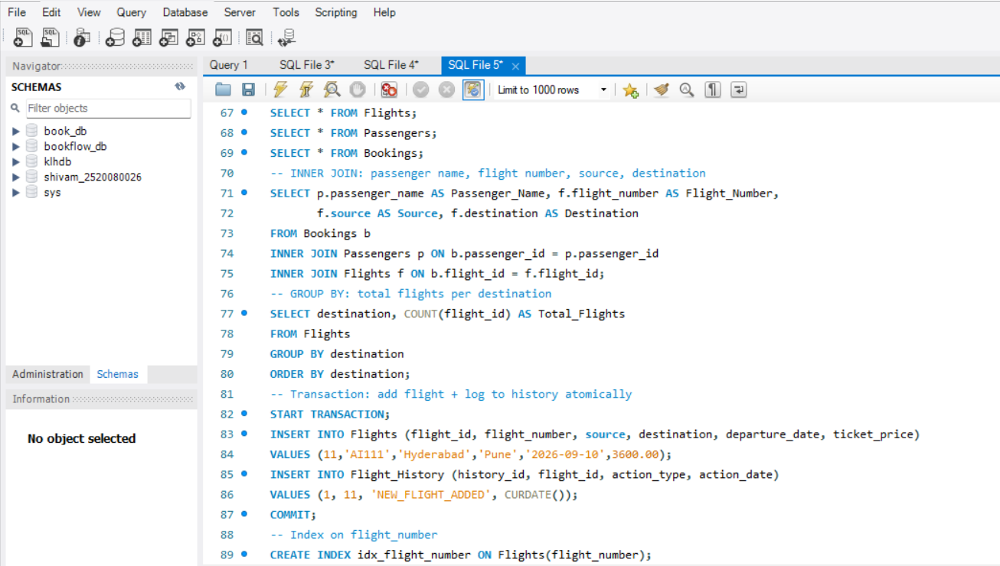 File Edit View Query Database Server Tools Scripting Help
Navigator
SCHEMAS
Filter objects
book_db
bookflow_db
klhdb
shivam_2520080026
sys
Administration Schemas
Information
No object selected
Query 1 SQL File 3* SQL File 4* SQL File 5* ×
Limit to 1000 rows
67 SELECT * FROM Flights;
68 SELECT * FROM Passengers;
69 SELECT * FROM Bookings;
70 -- INNER JOIN: passenger name, flight number, source, destination
71 SELECT p.passenger_name AS Passenger_Name, f.flight_number AS Flight_Number,
72 f.source AS Source, f.destination AS Destination
73 FROM Bookings b
74 INNER JOIN Passengers p ON b.passenger_id = p.passenger_id
75 INNER JOIN Flights f ON b.flight_id = f.flight_id;
76 -- GROUP BY: total flights per destination
77 SELECT destination, COUNT(flight_id) AS Total_Flights
78 FROM Flights
79 GROUP BY destination
80 ORDER BY destination;
81 -- Transaction: add flight + log to history atomically
82 START TRANSACTION;
83 INSERT INTO Flights (flight_id, flight_number, source, destination, departure_date, ticket_price)
84 VALUES (11,'AI111','Hyderabad','Pune','2026-09-10',3600.00);
85 INSERT INTO Flight_History (history_id, flight_id, action_type, action_date)
86 VALUES (1, 11, 'NEW_FLIGHT_ADDED', CURDATE());
87 COMMIT;
88 -- Index on flight_number
89 CREATE INDEX idx_flight_number ON Flights(flight_number);